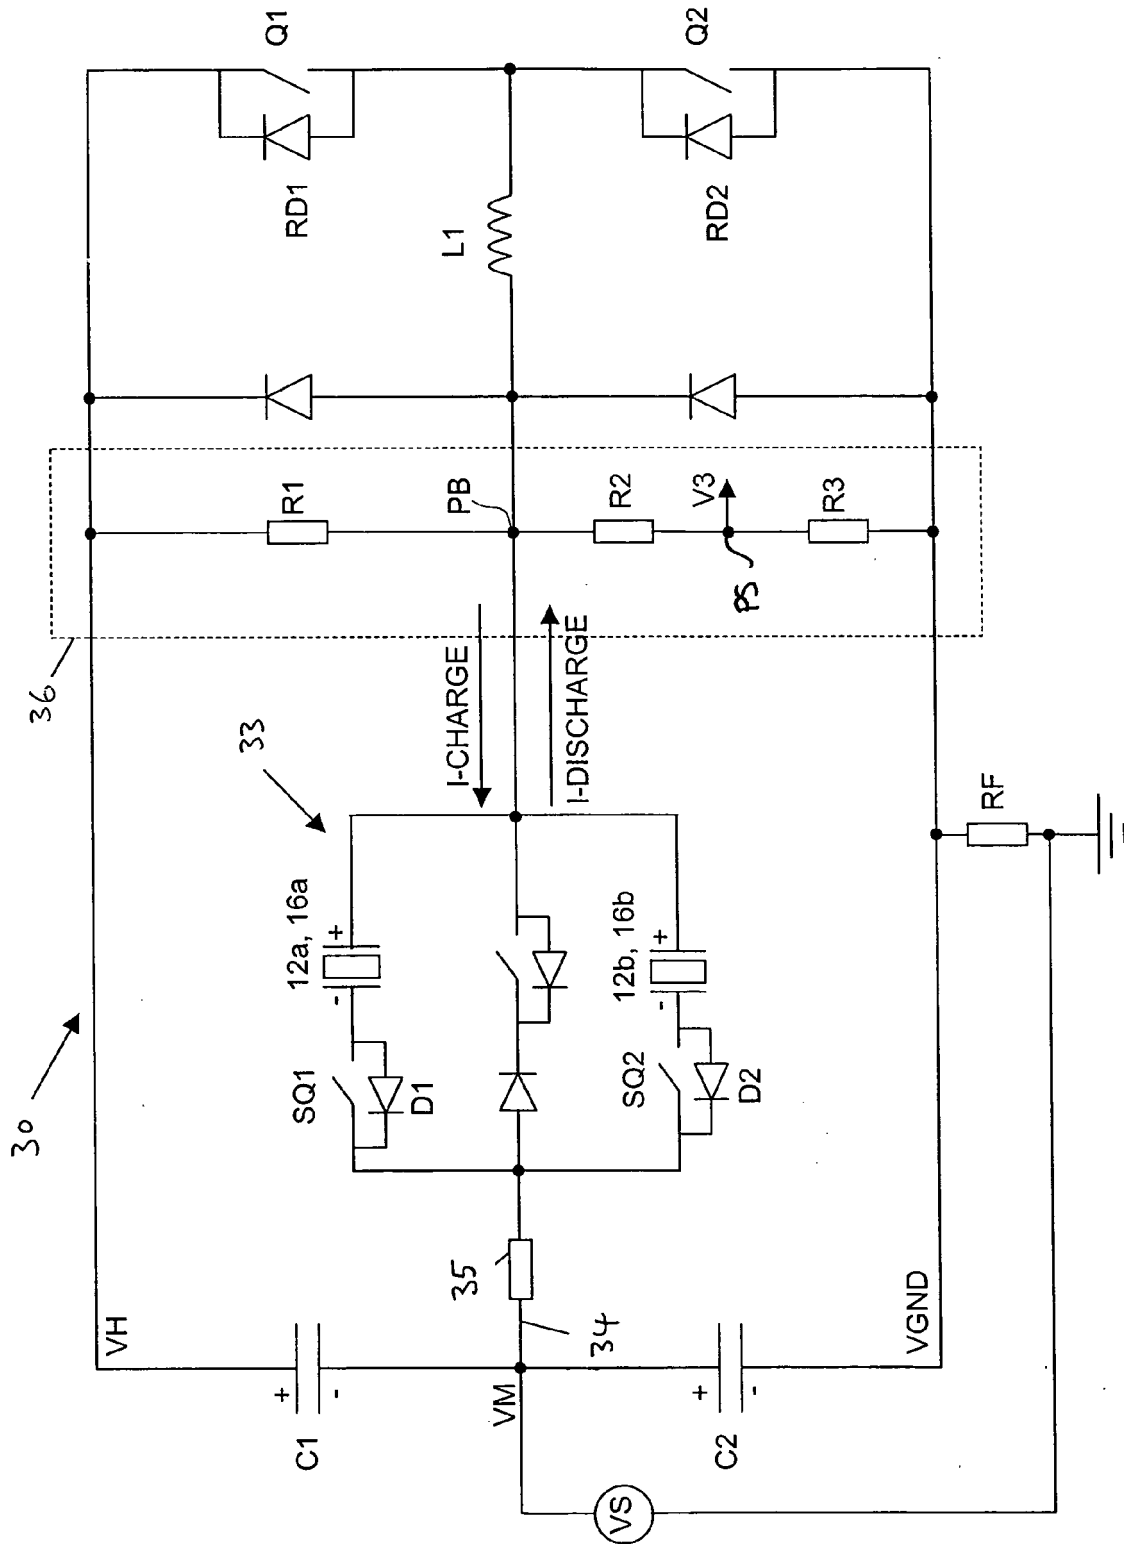 Q1
Q2
RD1
RD2
L1
R1
PB
R2
V3
R3
PS
36
I-CHARGE
I-DISCHARGE
33
RF
12a, 16a
+
-
12b, 16b
+
-
SQ1
D1
SQ2
D2
30
35
34
VH
VGND
+
-
VM
+
-
C1
C2
VS